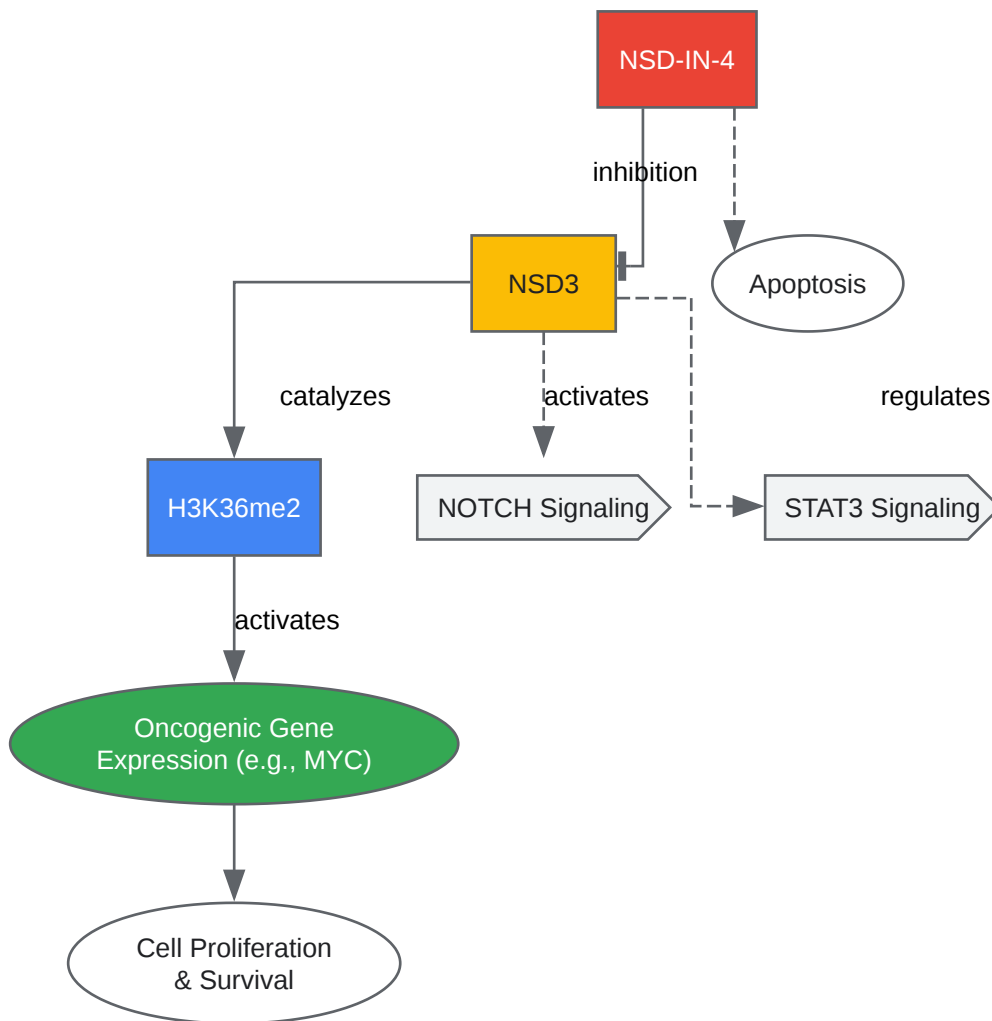 NSD-IN-4
inhibition
NSD3
Apoptosis
catalyzes
activates
regulates
H3K36me2
NOTCH Signaling
STAT3 Signaling
activates
Oncogenic Gene
Expression (e.g., MYC)
Cell Proliferation
& Survival